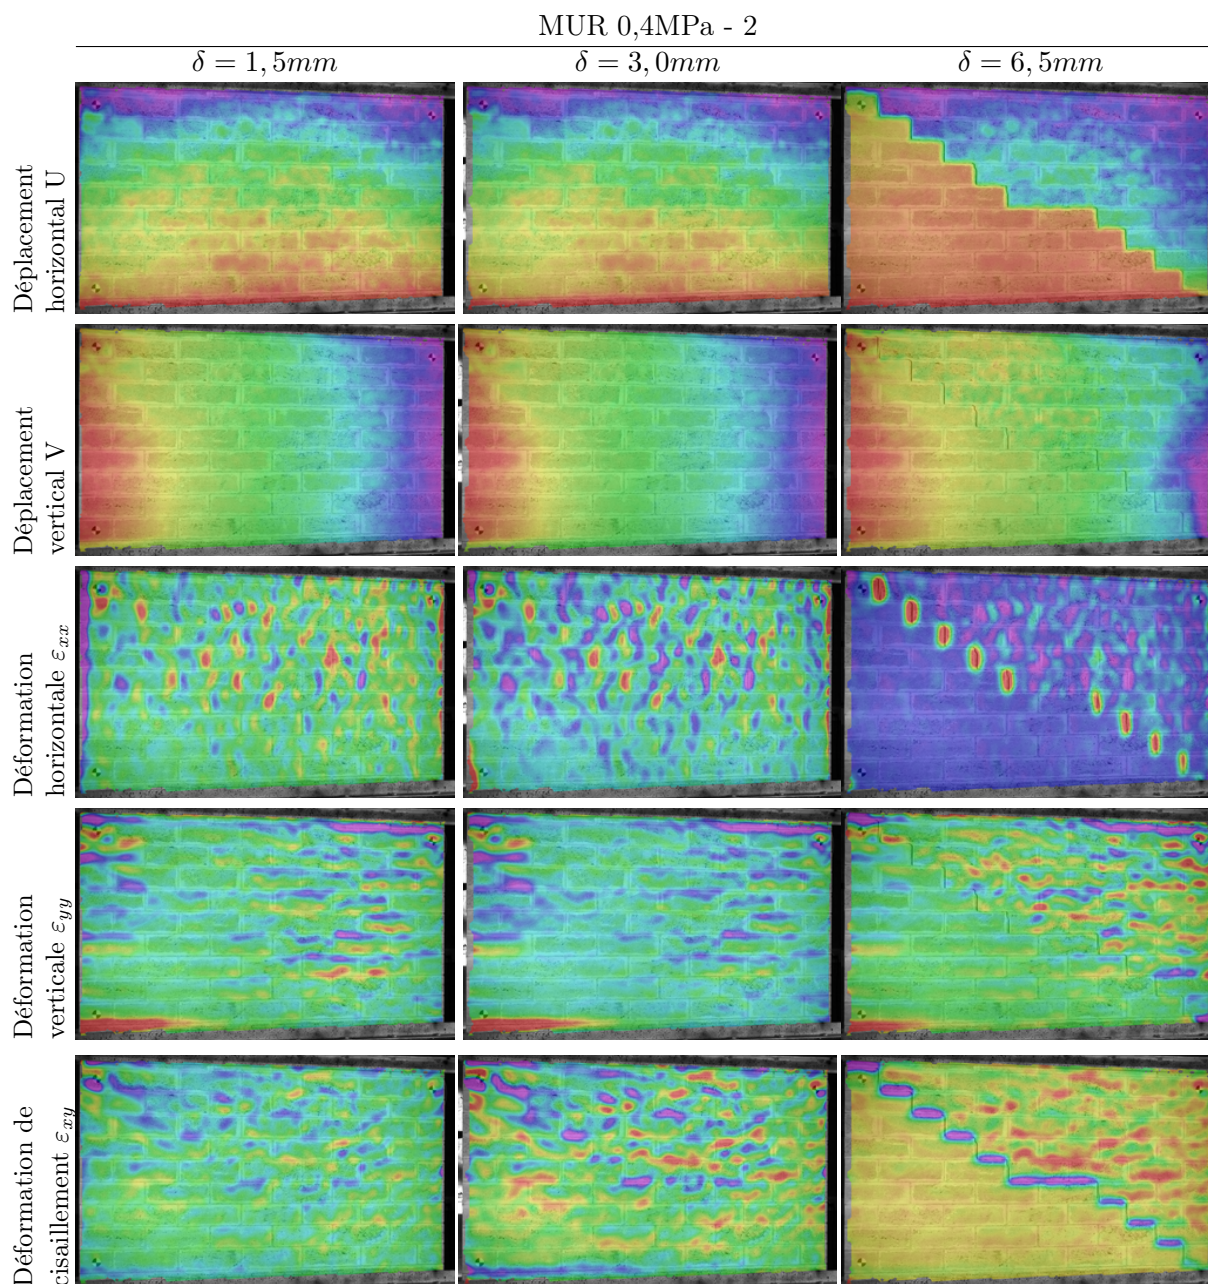 MUR 0,4MPa - 2
δ = 1, 5mm
δ = 3, 0mm
δ = 6, 5mm
Déplacement
horizontal U
Déplacement
vertical V
Déformation
horizontale εxx
Déformation
verticale εyy
Déformation de
cisaillement εxy